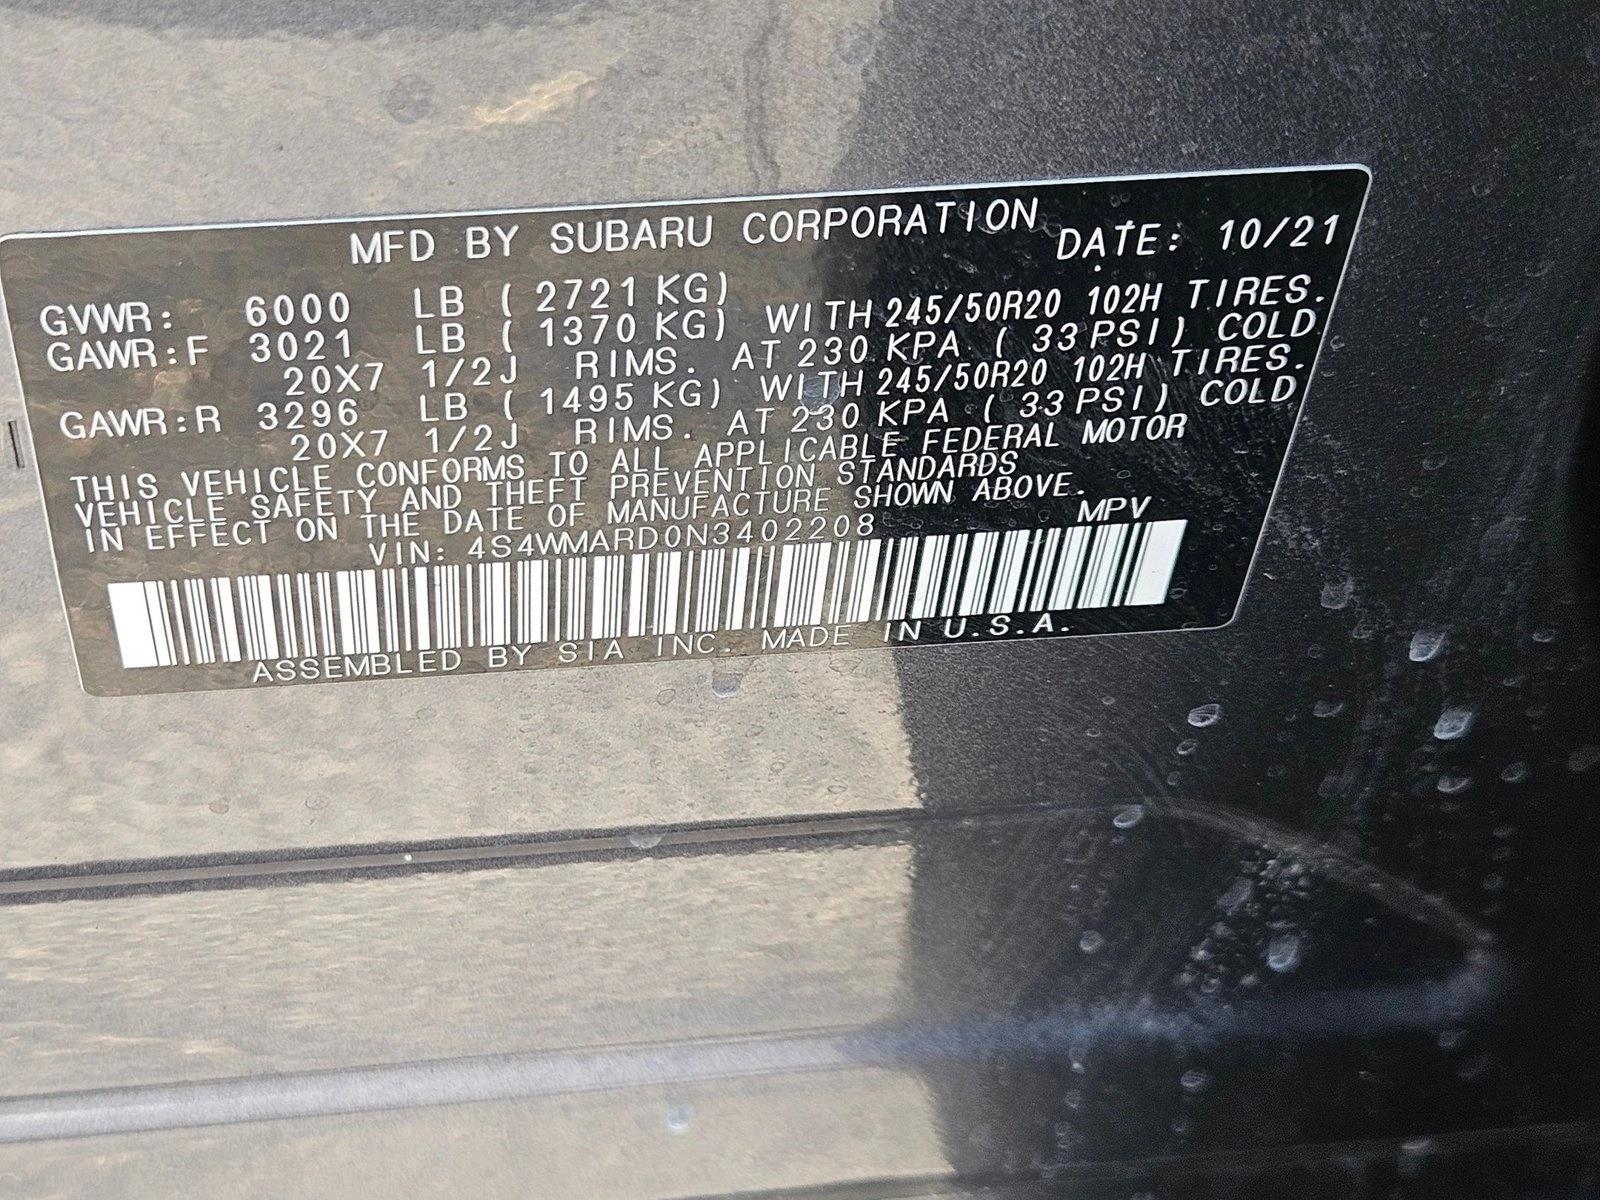 MFD BY SUBARU CORPORATION DATE: 10/21
GVWR: 6000 LB ( 2721 KG)
GAWR:F 3021 LB ( 1370 KG) WITH 245/50R20 102H TIRES.
20X7 1/2J RIMS. AT 230 KPA ( 33 PSI) COLD
GAWR:R 3296 LB ( 1495 KG) WITH 245/50R20 102H TIRES.
20X7 1/2J RIMS. AT 230 KPA ( 33 PSI) COLD
THIS VEHICLE CONFORMS TO ALL APPLICABLE FEDERAL MOTOR
VEHICLE SAFETY AND THEFT PREVENTION STANDARDS
IN EFFECT ON THE DATE OF MANUFACTURE SHOWN ABOVE.
VIN: 4S4WMARD0N3402208 MPV
ASSEMBLED BY SIA INC. MADE IN U.S.A.